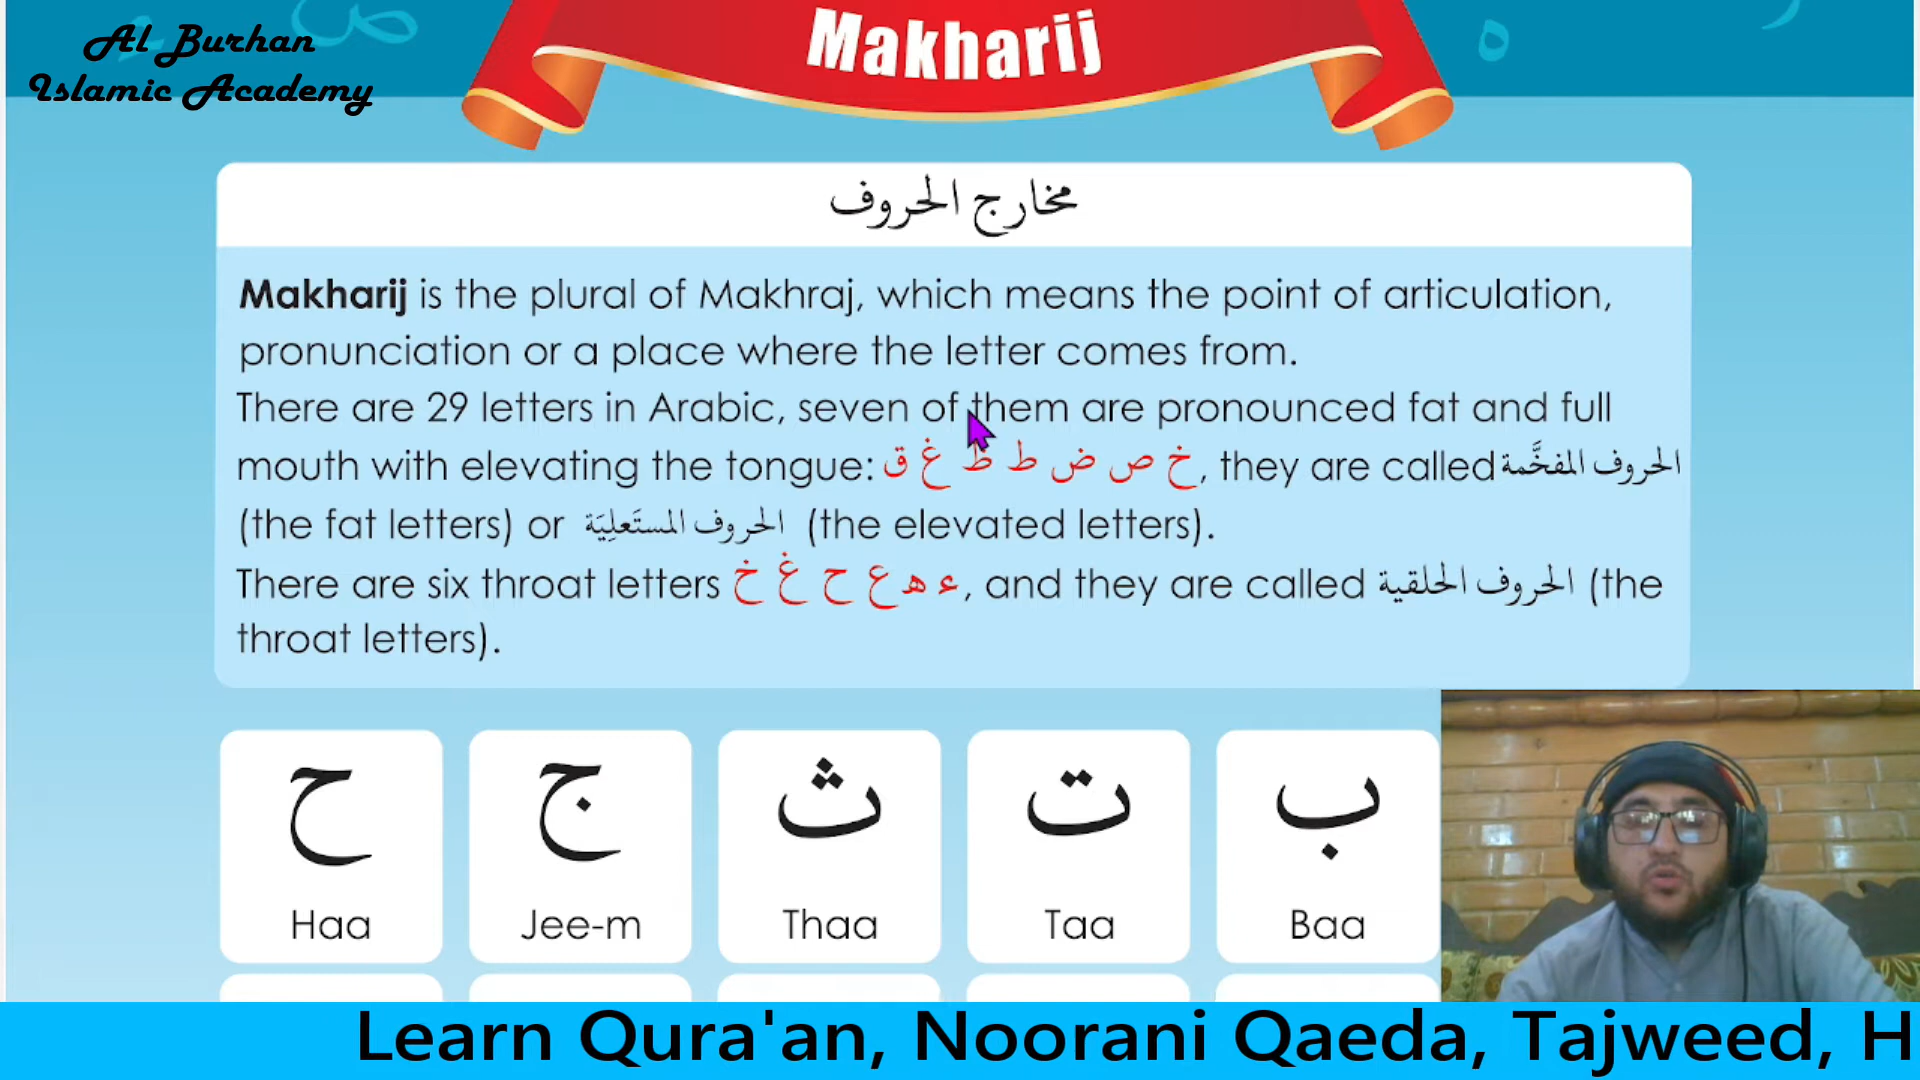 Al Burhan
Islamic Academy
Makharij
مخارج الحروف
Makharij is the plural of Makhraj, which means the point of articulation,
pronunciation or a place where the letter comes from.
There are 29 letters in Arabic, seven of them are pronounced fat and full
mouth with elevating the tongue: خ ص ض ط ظ غ ق, they are called الحروف المفخَّمة
(the fat letters) or الحروف المستَعلِيَة (the elevated letters).
There are six throat letters ء ه ع ح غ خ, and they are called الحروف الحلقية (the
throat letters).
ب ت ث ج ح
Baa Taa Thaa Jee-m Haa
Learn Qura'an, Noorani Qaeda, Tajweed, H